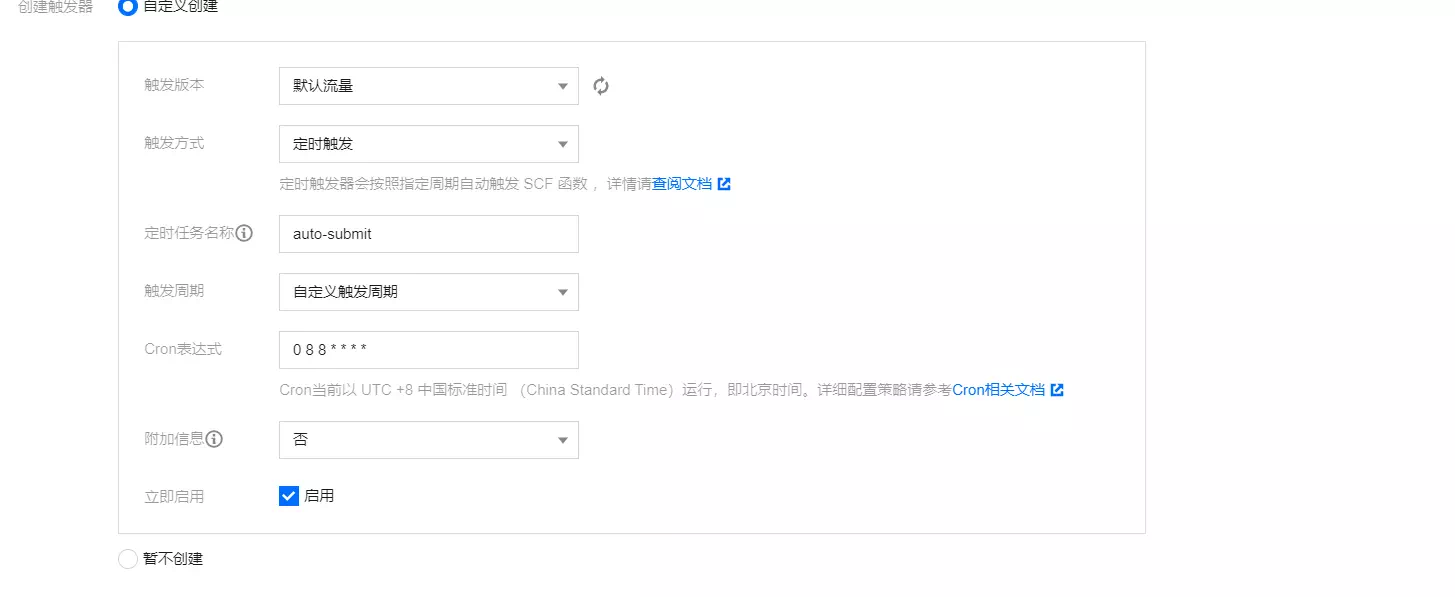 创建触发器 自定义创建
触发版本 默认流量
触发方式 定时触发
定时触发器会按照指定周期自动触发 SCF 函数 ，详情请查阅文档
定时任务名称 auto-submit
触发周期 自定义触发周期
Cron表达式 0 8 8 * * * *
Cron当前以 UTC +8 中国标准时间 （China Standard Time）运行，即北京时间。详细配置策略请参考Cron相关文档
附加信息 否
立即启用 启用
暂不创建